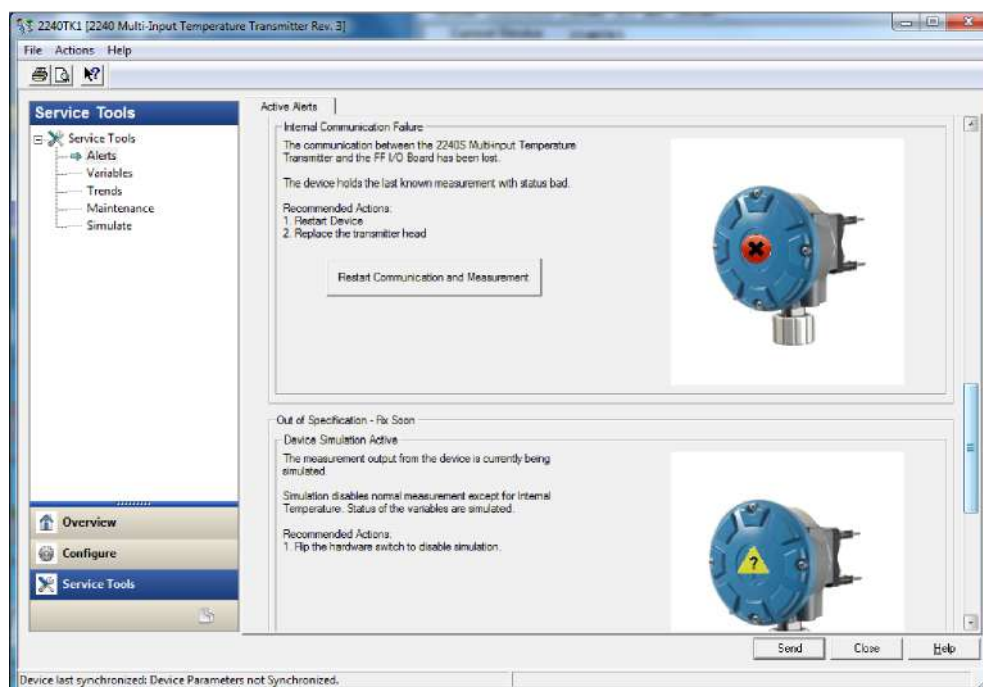 2240TK1 [2240 Multi-Input Temperature Transmitter Rev. 3]
File Actions Help
Service Tools
Service Tools
Alerts
Variables
Trends
Maintenance
Simulate
Overview
Configure
Service Tools
Active Alerts
Internal Communication Failure
The communication between the 2240S Multi-input Temperature
Transmitter and the FF I/O Board has been lost.
The device holds the last known measurement with status bad.
Recommended Actions:
1. Restart Device
2. Replace the transmitter head
Restart Communication and Measurement
Out of Specification - Fix Soon
Device Simulation Active
The measurement output from the device is currently being
simulated.
Simulation disables normal measurement except for Internal
Temperature. Status of the variables are simulated.
Recommended Actions:
1. Flip the hardware switch to disable simulation.
?
Send Close Help
Device last synchronized: Device Parameters not Synchronized.